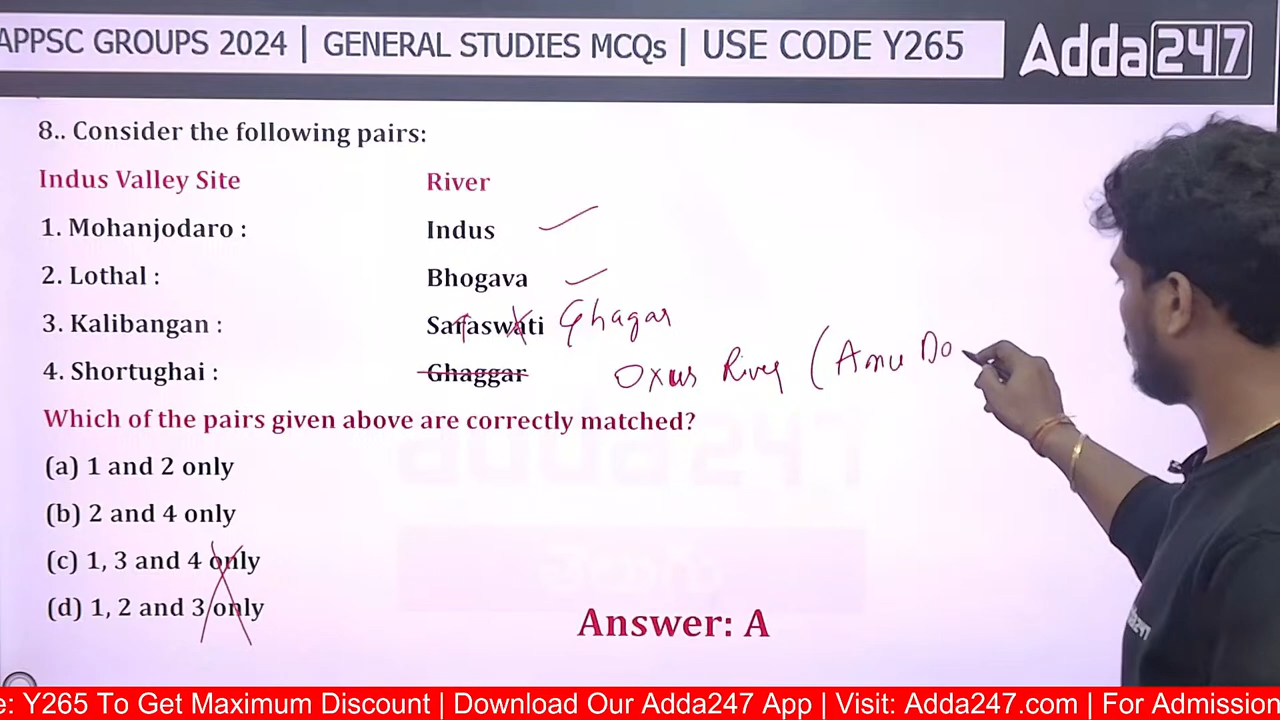 APPSC GROUPS 2024 | GENERAL STUDIES MCQs | USE CODE Y265
Adda247
8.. Consider the following pairs:
Indus Valley Site River
1. Mohanjodaro : Indus
2. Lothal : Bhogava
3. Kalibangan : Saraswati Ghagar
4. Shortughai : Ghaggar Oxus River (Amu Do
Which of the pairs given above are correctly matched?
(a) 1 and 2 only
(b) 2 and 4 only
(c) 1, 3 and 4 only
(d) 1, 2 and 3 only
Answer: A
e: Y265 To Get Maximum Discount | Download Our Adda247 App | Visit: Adda247.com | For Admission